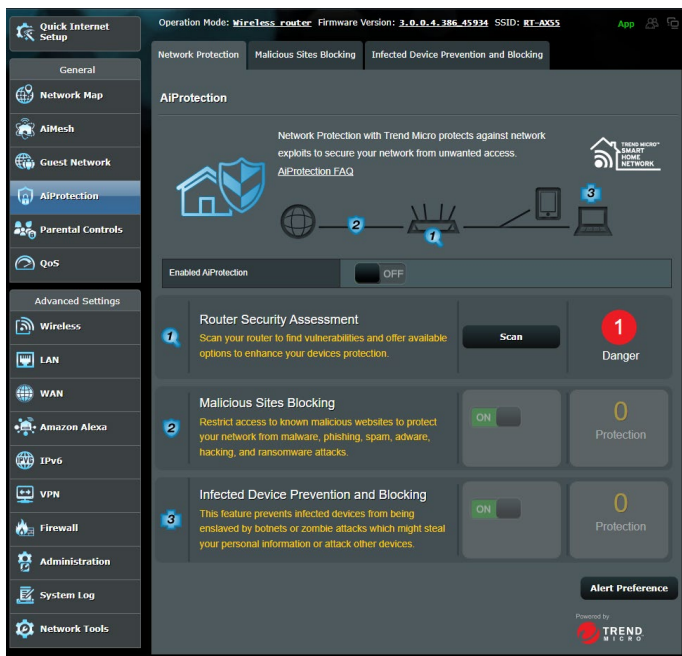 Quick Internet
Setup
Operation Mode: Wireless router Firmware Version: 3.0.0.4.386_45934 SSID: RT-AX55
App
General
Network Map
AiMesh
Guest Network
AiProtection
Parental Controls
QoS
Advanced Settings
Wireless
LAN
WAN
Amazon Alexa
IPv6
VPN
Firewall
Administration
System Log
Network Tools
Network Protection
Malicious Sites Blocking
Infected Device Prevention and Blocking
AiProtection
Network Protection with Trend Micro protects against network
exploits to secure your network from unwanted access.
AiProtection FAQ
TREND MICRO™
SMART
HOME
NETWORK
2
1
3
Enabled AiProtection
OFF
1
Router Security Assessment
Scan your router to find vulnerabilities and offer available
options to enhance your devices protection.
Scan
1
Danger
2
Malicious Sites Blocking
Restrict access to known malicious websites to protect
your network from malware, phishing, spam, adware,
hacking, and ransomware attacks.
ON
0
Protection
3
Infected Device Prevention and Blocking
This feature prevents infected devices from being
enslaved by botnets or zombie attacks which might steal
your personal information or attack other devices.
ON
0
Protection
Alert Preference
Powered by
TREND
MICRO